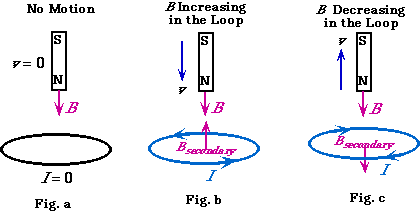 No Motion
S
v = 0
N
B
I = 0
Fig. a
B Increasing
in the Loop
S
N
v
B
Bsecondary
I
Fig. b
B Decreasing
in the Loop
v
S
N
B
Bsecondary
I
Fig. c